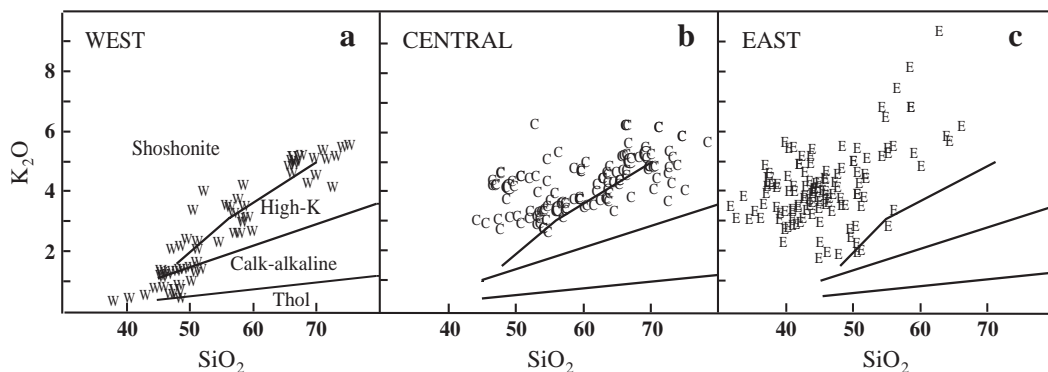 WEST a
CENTRAL b
EAST c
8
6
4
2
K₂O
Shoshonite
High-K
Calk-alkaline
Thol
40 50 60 70
40 50 60 70
40 50 60 70 80
SiO₂
SiO₂
SiO₂